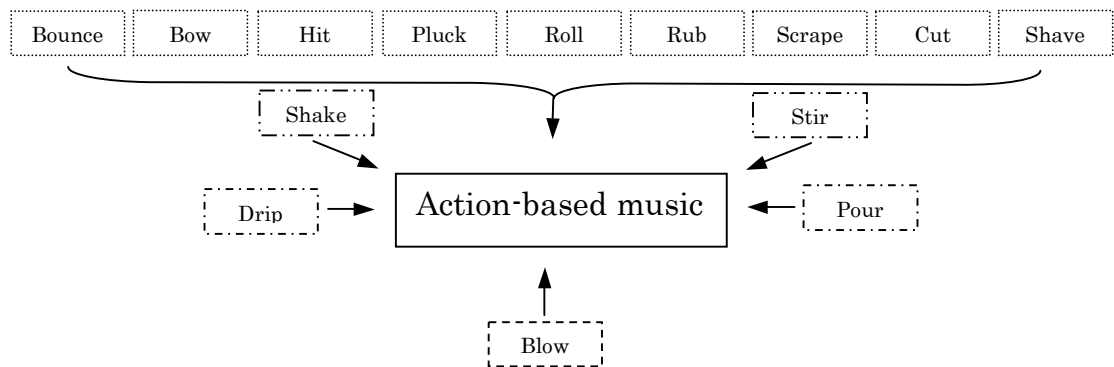 Bounce Bow Hit Pluck Roll Rub Scrape Cut Shave
Shake Stir
Action-based music
Drip Pour
Blow